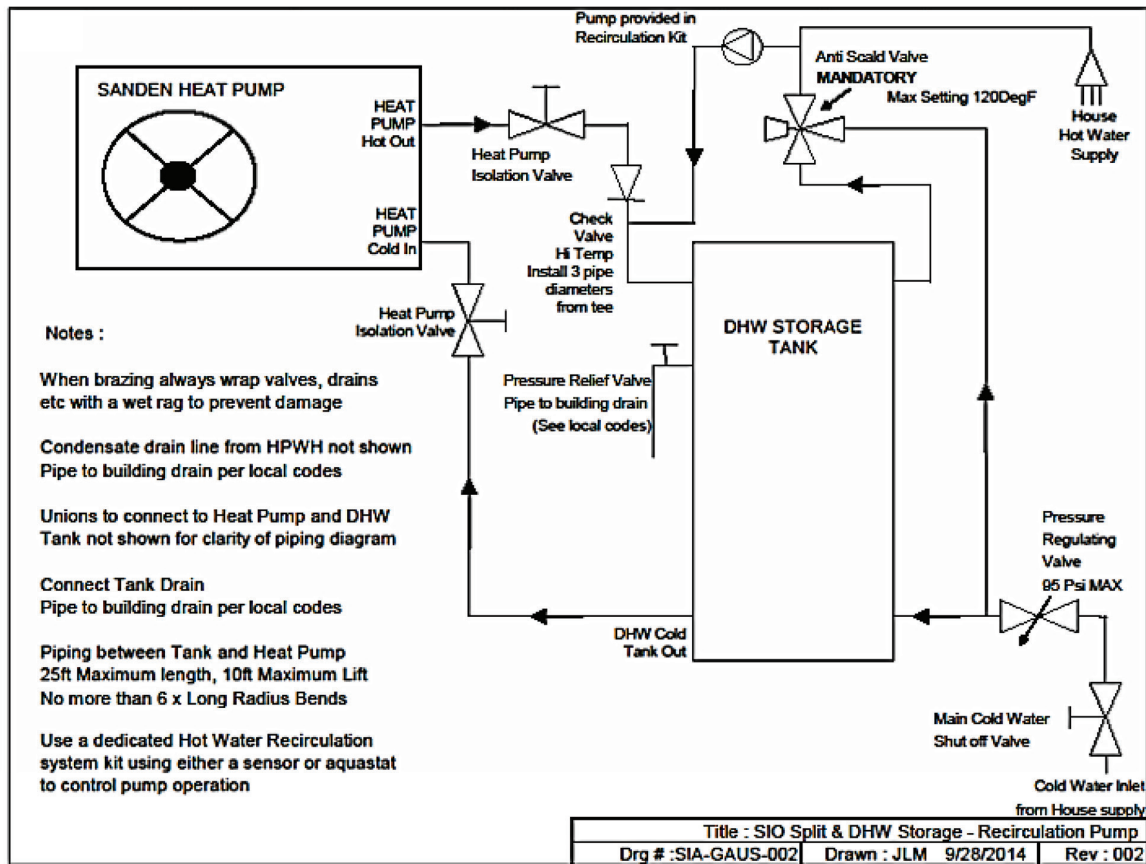 Pump provided in
Recirculation Kit
SANDEN HEAT PUMP
HEAT
PUMP
Hot Out
HEAT
PUMP
Cold In
Heat Pump
Isolation Valve
Anti Scald Valve
MANDATORY
Max Setting 120DegF
House
Hot Water
Supply
Check
Valve
Hi Temp
Install 3 pipe
diameters
from tee
Heat Pump
Isolation Valve
DHW STORAGE
TANK
Pressure Relief Valve
Pipe to building drain
(See local codes)
Notes :
When brazing always wrap valves, drains
etc with a wet rag to prevent damage
Condensate drain line from HPWH not shown
Pipe to building drain per local codes
Unions to connect to Heat Pump and DHW
Tank not shown for clarity of piping diagram
Connect Tank Drain
Pipe to building drain per local codes
Piping between Tank and Heat Pump
25ft Maximum length, 10ft Maximum Lift
No more than 6 x Long Radius Bends
Use a dedicated Hot Water Recirculation
system kit using either a sensor or aquastat
to control pump operation
DHW Cold
Tank Out
Pressure
Regulating
Valve
95 Psi MAX
Main Cold Water
Shut off Valve
Cold Water Inlet
from House supply
Title : SIO Split & DHW Storage - Recirculation Pump
Drg # :SIA-GAUS-002 Drawn : JLM 9/28/2014 Rev : 002